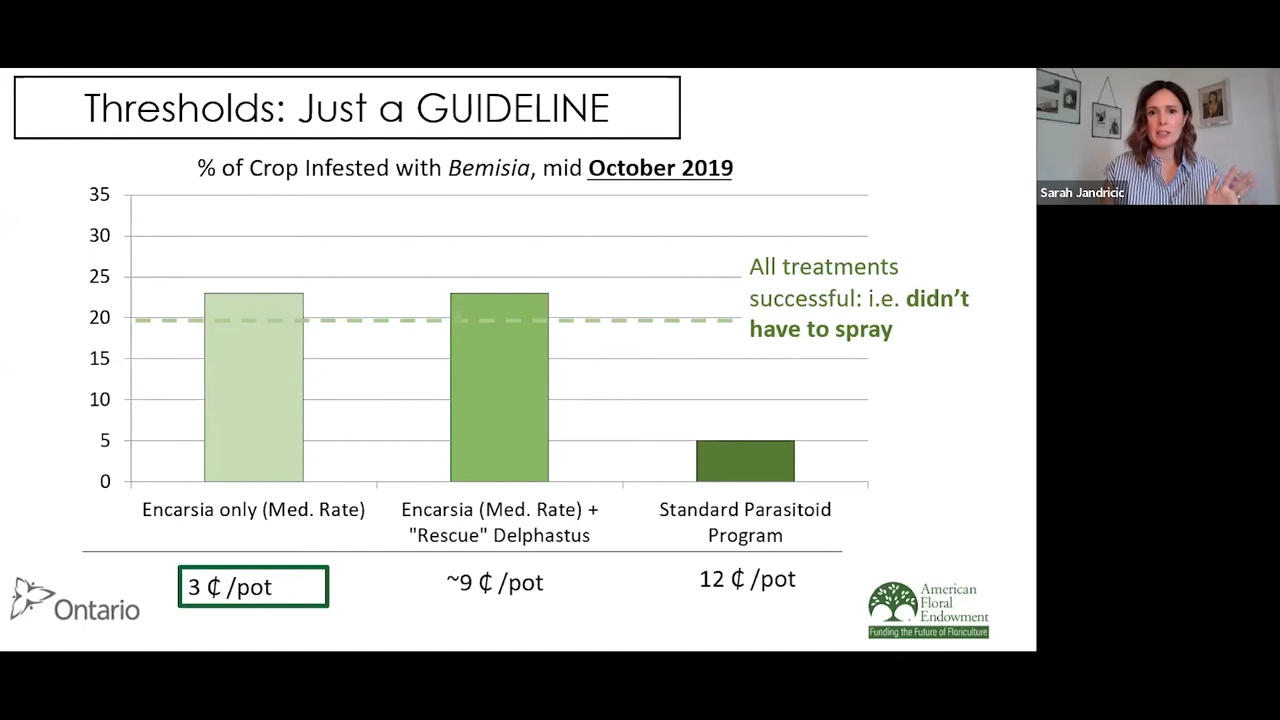 Thresholds: Just a GUIDELINE
% of Crop Infested with Bemisia, mid October 2019
35
30
25
20
15
10
5
0
All treatments
successful: i.e. didn't
have to spray
Encarsia only (Med. Rate)
Encarsia (Med. Rate) +
"Rescue" Delphastus
Standard Parasitoid
Program
3 ₵ /pot
~9 ₵ /pot
12 ₵ /pot
Ontario
American
Floral
Endowment
Funding the Future of Floriculture
Sarah Jandricic